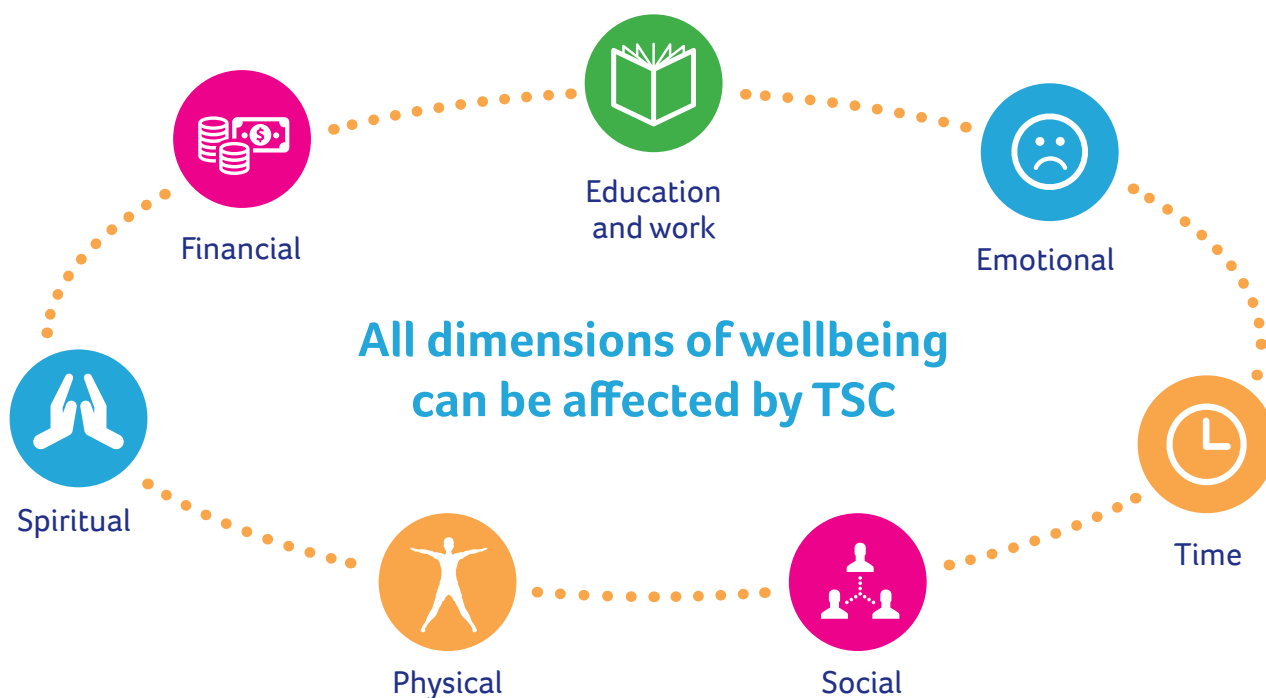 Education
and work
Financial
Emotional
All dimensions of wellbeing
can be affected by TSC
Spiritual
Time
Physical
Social